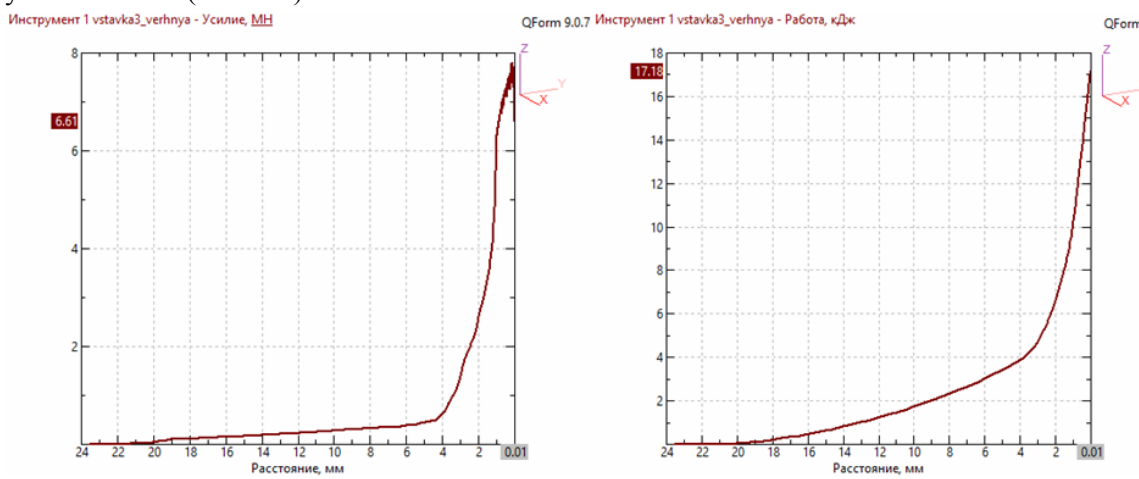 Инструмент 1 vstavka3_verhnya - Усилие, МН
QForm 9.0.7
8
Z
Y
X
6.61
6
4
2
24 22 20 18 16 14 12 10 8 6 4 2 0.01
Расстояние, мм
Инструмент 1 vstavka3_verhnya - Работа, кДж
QForm
18
Z
X
17.18
16
14
12
10
8
6
4
2
24 22 20 18 16 14 12 10 8 6 4 2 0.01
Расстояние, мм